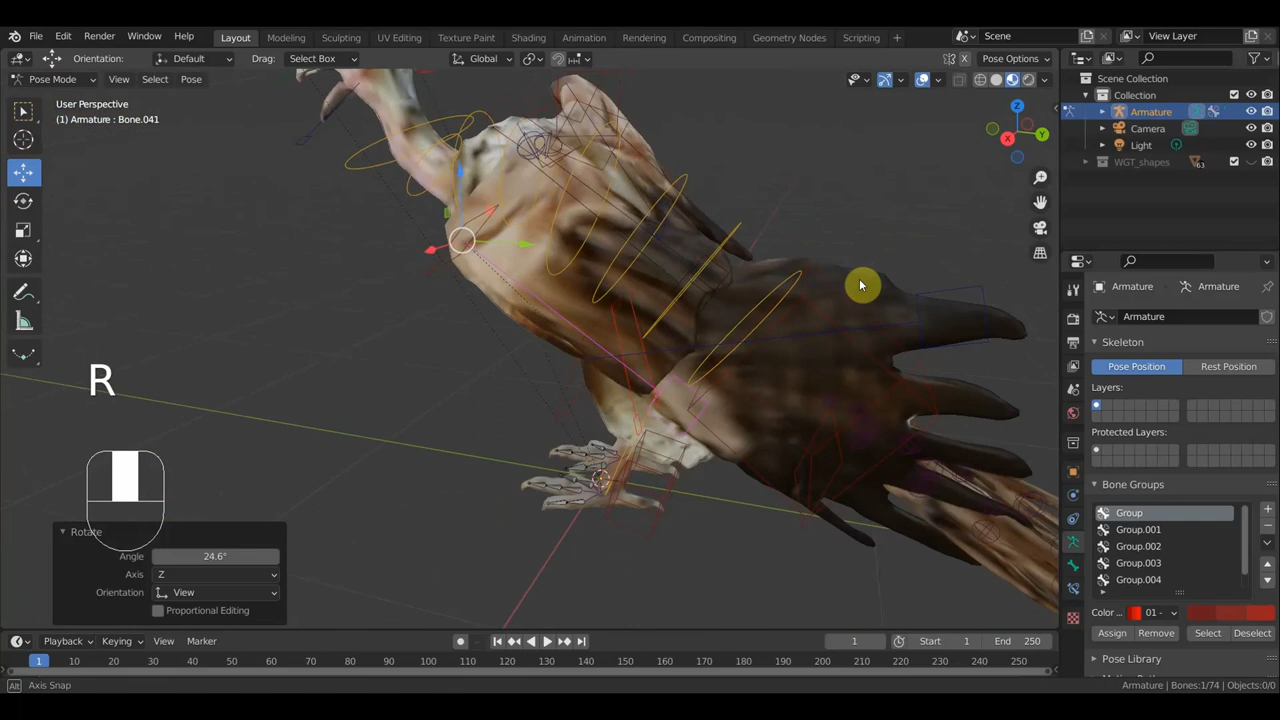 File Edit Render Window Help Layout Modeling Sculpting UV Editing Texture Paint Shading Animation Rendering Compositing Geometry Nodes Scripting + Scene View Layer
Orientation: Default Drag: Select Box Global Pose Options
Pose Mode View Select Pose
User Perspective
(1) Armature : Bone.041
R
Rotate
Angle 24.6°
Axis Z
Orientation View
Proportional Editing
X
Y
Z
Scene Collection
Collection
Armature
Camera
Light
WGT_shapes 63
Armature Armature
Armature
Skeleton
Pose Position Rest Position
Layers:
Protected Layers:
Bone Groups
Group
Group.001
Group.002
Group.003
Group.004
Color ... 01 -
Assign Remove Select Deselect
Pose Library
Playback Keying View Marker 1 Start 1 End 250
1 10 20 30 40 50 60 70 80 90 100 110 120 130 140 150 160 170 180 190 200 210 220 230 240 250
Alt Axis Snap Armature | Bones:1/74 | Objects:0/0